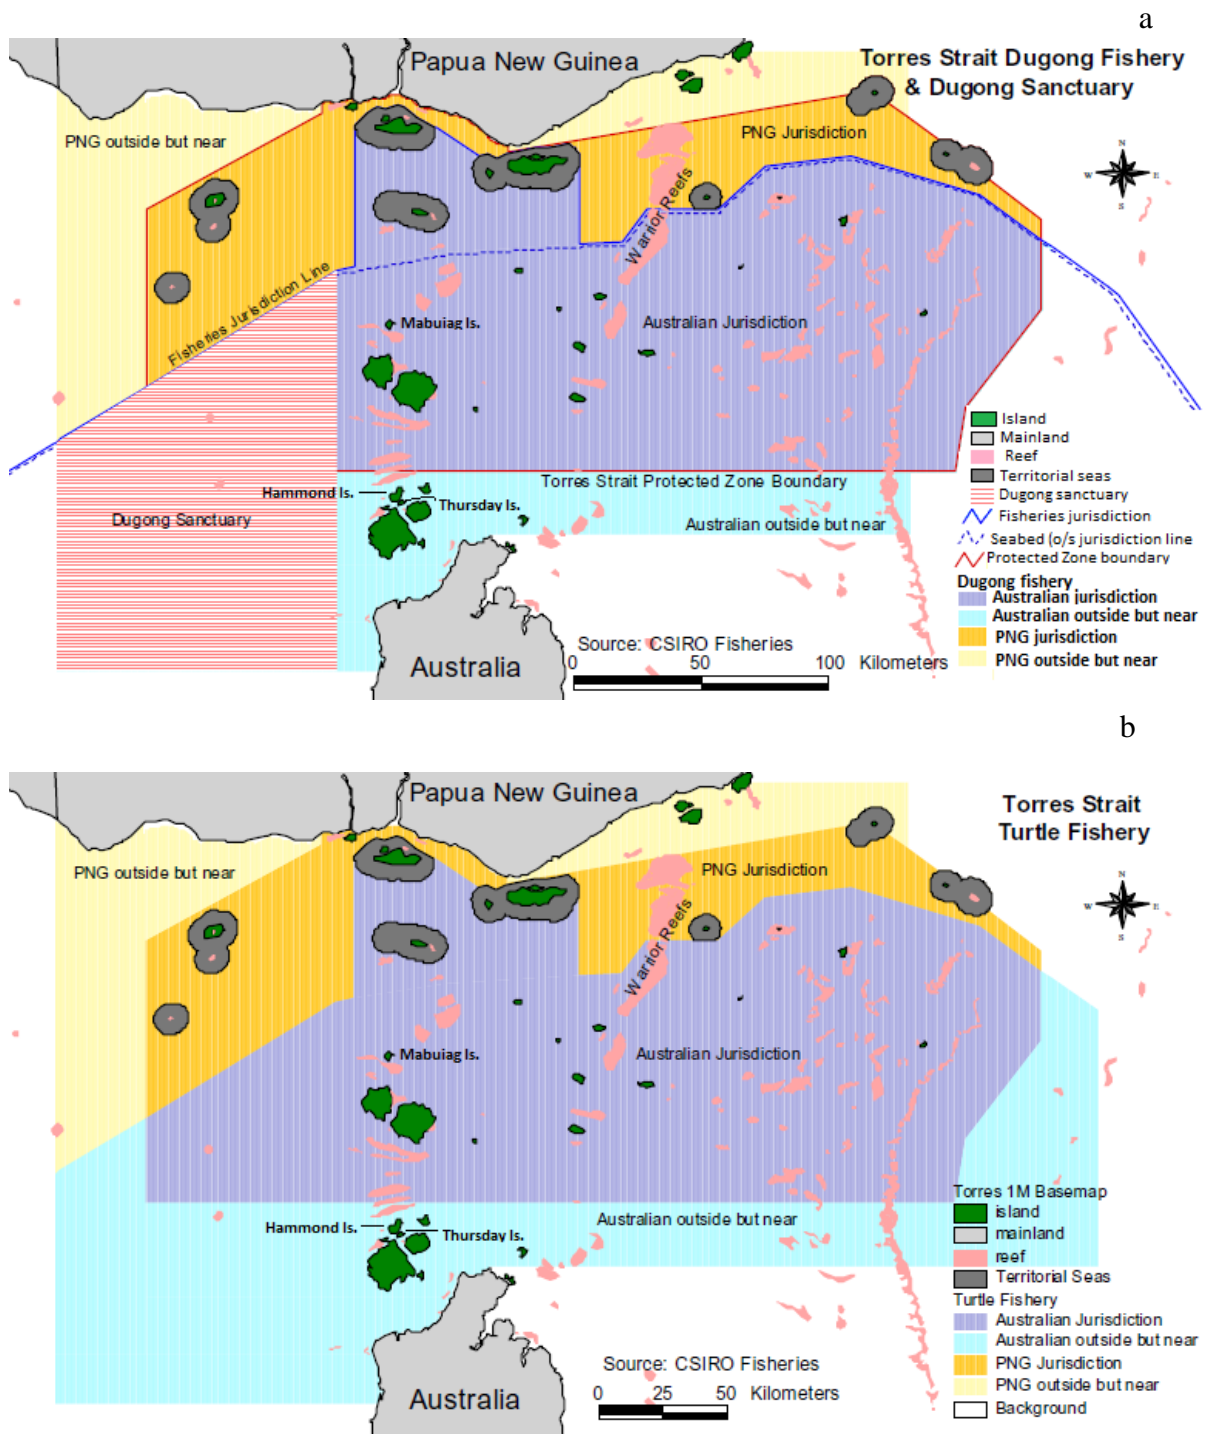 a
Papua New Guinea
Torres Strait Dugong Fishery
& Dugong Sanctuary
PNG outside but near
PNG Jurisdiction
N
W E
S
Warrior Reefs
Fisheries Jurisdiction Line
Mabuiag Is.
Australian Jurisdiction
Island
Mainland
Reef
Territorial seas
Dugong sanctuary
Fisheries jurisdiction
Seabed (o/s jurisdiction line
Protected Zone boundary
Dugong fishery
Australian jurisdiction
Australian outside but near
PNG jurisdiction
PNG outside but near
Torres Strait Protected Zone Boundary
Hammond Is.
Thursday Is.
Dugong Sanctuary
Australian outside but near
Source: CSIRO Fisheries
0 50 100 Kilometers
Australia
b
Papua New Guinea
Torres Strait
Turtle Fishery
PNG outside but near
PNG Jurisdiction
N
W E
S
Warrior Reefs
Mabuiag Is.
Australian Jurisdiction
Hammond Is.
Thursday Is.
Australian outside but near
Torres 1M Basemap
island
mainland
reef
Territorial Seas
Turtle Fishery
Australian Jurisdiction
Australian outside but near
PNG Jurisdiction
PNG outside but near
Background
Source: CSIRO Fisheries
0 25 50 Kilometers
Australia